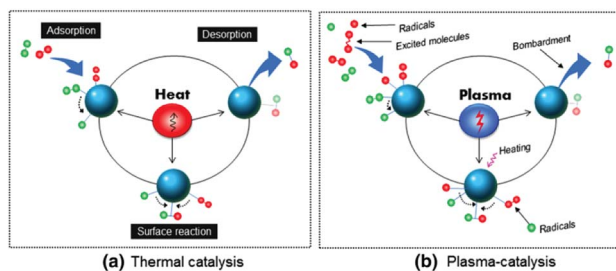 Adsorption
Desorption
Heat
Surface reaction
(a) Thermal catalysis
Radicals
Excited molecules
Bombardment
Plasma
Heating
Radicals
(b) Plasma-catalysis